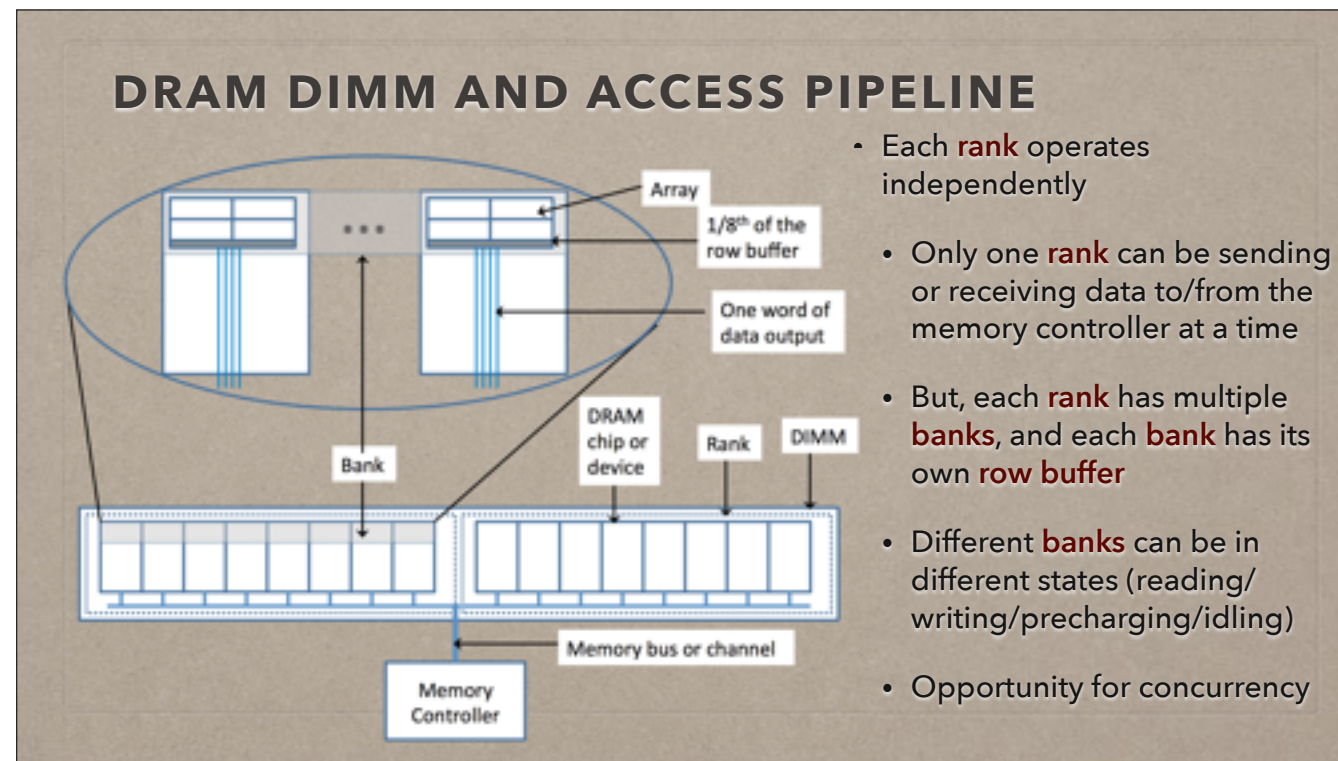 DRAM DIMM AND ACCESS PIPELINE
Array
1/8th of the
row buffer
One word of
data output
Bank
DRAM
chip or
device
Rank
DIMM
Memory bus or channel
Memory
Controller
• Each rank operates
independently
• Only one rank can be sending
or receiving data to/from the
memory controller at a time
• But, each rank has multiple
banks, and each bank has its
own row buffer
• Different banks can be in
different states (reading/
writing/precharging/idling)
• Opportunity for concurrency